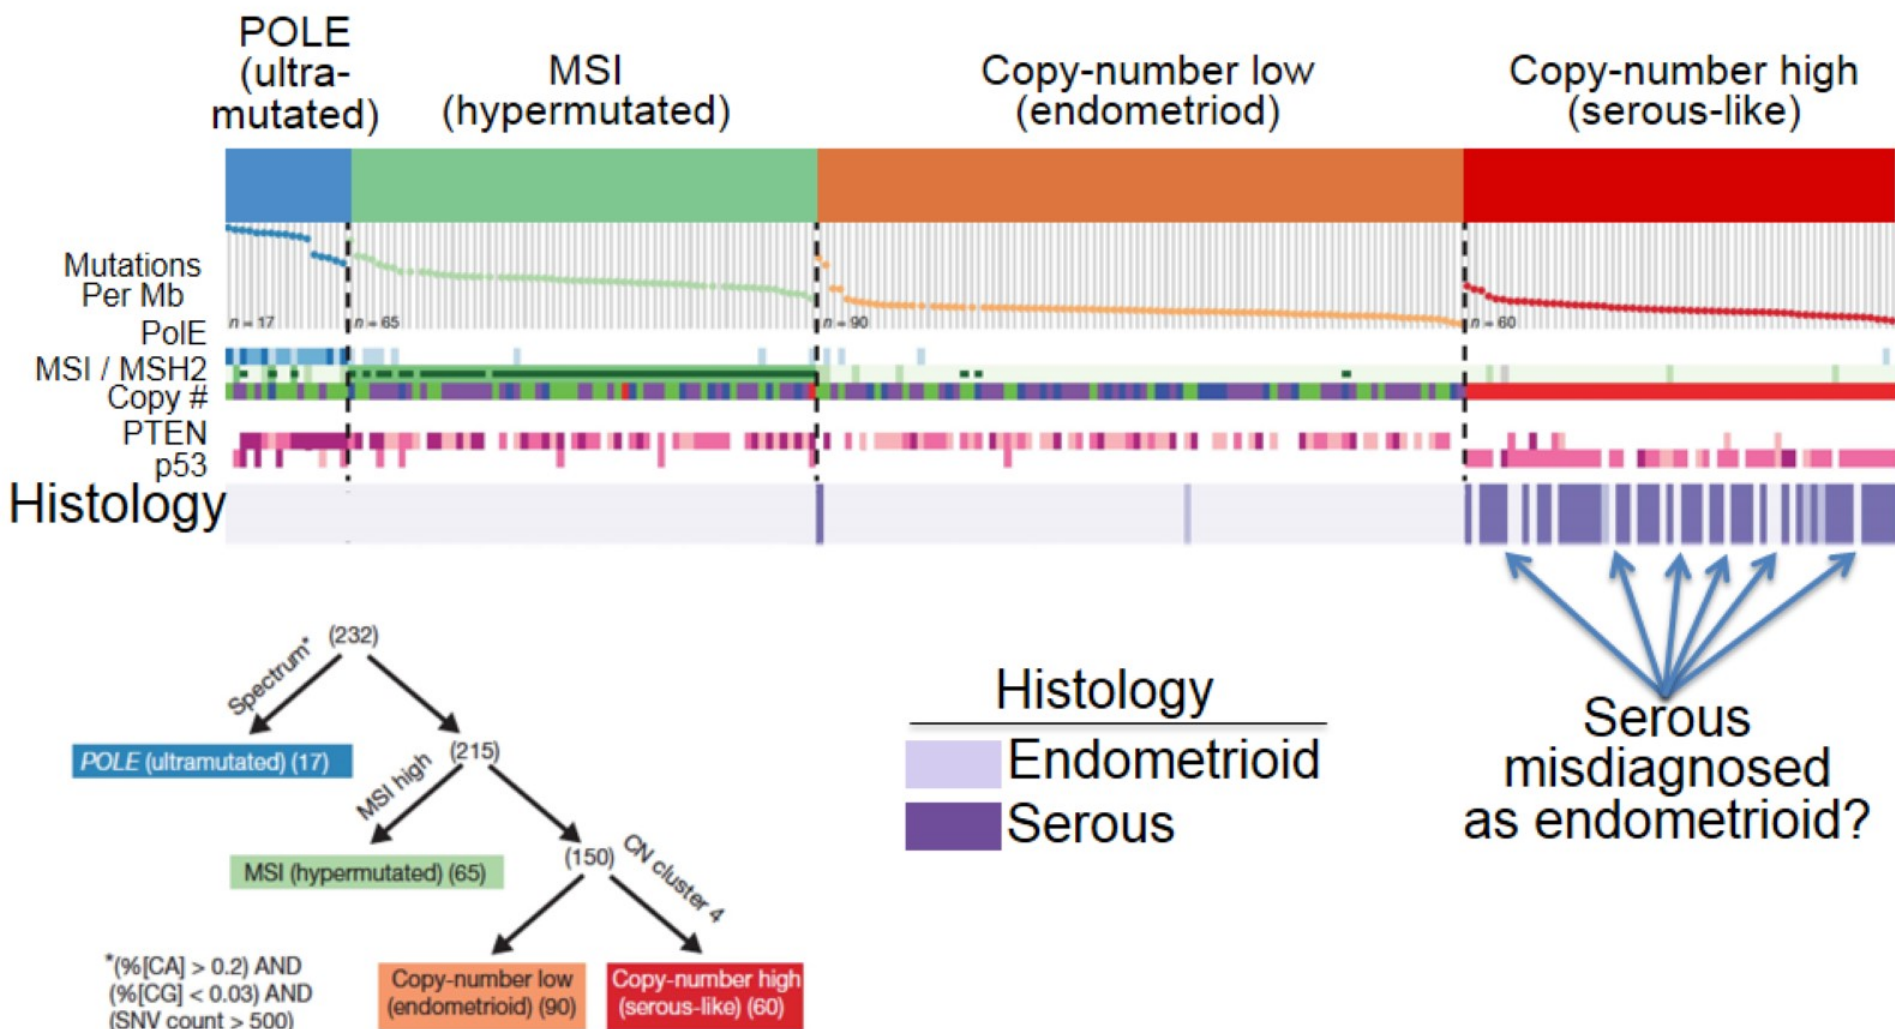 POLE
(ultra-
mutated)
MSI
(hypermutated)
Copy-number low
(endometriod)
Copy-number high
(serous-like)
Mutations
Per Mb
n = 17
n = 65
n = 90
n = 60
PolE
MSI / MSH2
Copy #
PTEN
p53
Histology
(232)
Spectrum*
POLE (ultramutated) (17)
(215)
MSI high
MSI (hypermutated) (65)
(150)
CN cluster 4
Copy-number low
(endometrioid) (90)
Copy-number high
(serous-like) (60)
*(%[CA] > 0.2) AND
(%[CG] < 0.03) AND
(SNV count > 500)
Histology
Endometrioid
Serous
Serous
misdiagnosed
as endometrioid?